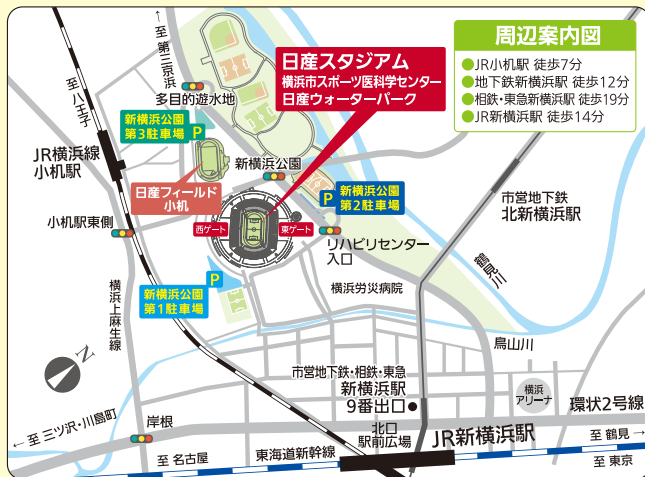 周辺案内図
●JR小机駅 徒歩7分
●地下鉄新横浜駅 徒歩12分
●相鉄・東急新横浜駅 徒歩19分
●JR新横浜駅 徒歩14分
日産スタジアム
横浜市スポーツ医科学センター
日産ウォーターパーク
←至 第三京浜
至 八王子
多目的遊水地
新横浜公園
第3駐車場
P
JR横浜線
小机駅
日産フィールド
小机
新横浜公園
P
新横浜公園
第2駐車場
市営地下鉄
北新横浜駅
小机駅東側
西ゲート
東ゲート
リハビリセンター
入口
鶴見川
新横浜公園
第1駐車場
P
横浜労災病院
横浜上麻生線
鳥山川
N
市営地下鉄・相鉄・東急
新横浜駅
9番出口
横浜
アリーナ
環状2号線
←至 三ツ沢・川島町
岸根
北口
駅前広場
JR新横浜駅
至 鶴見→
至 名古屋
東海道新幹線
至 東京